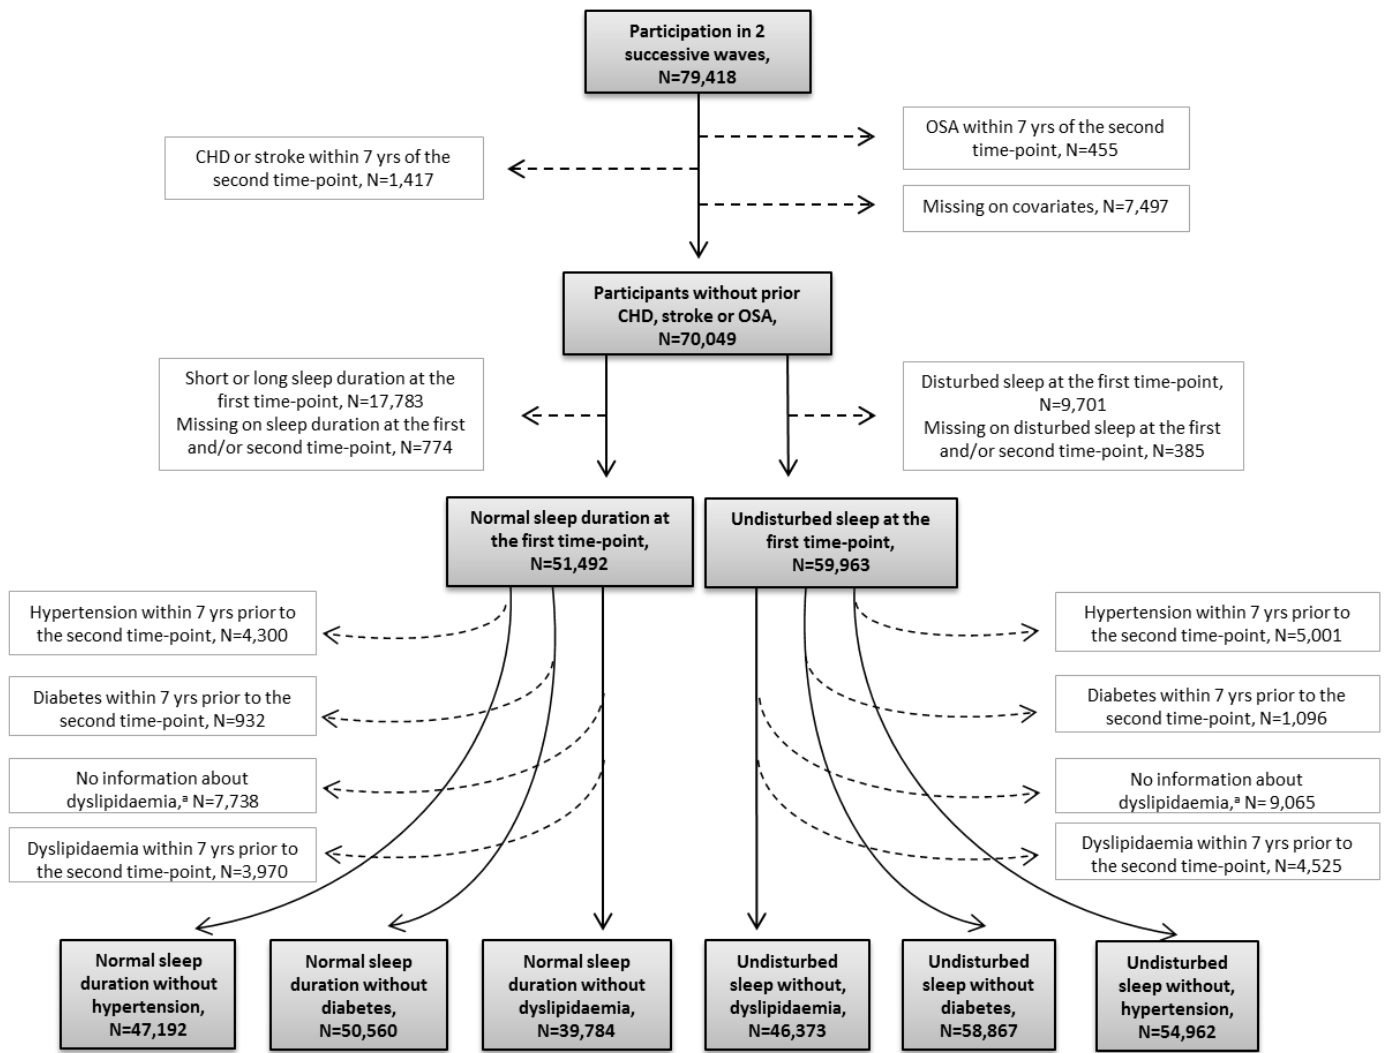 Participation in 2
successive waves,
N=79,418
OSA within 7 yrs of the second
time-point, N=455
CHD or stroke within 7 yrs of the
second time-point, N=1,417
Missing on covariates, N=7,497
Participants without prior
CHD, stroke or OSA,
N=70,049
Short or long sleep duration at the
first time-point, N=17,783
Missing on sleep duration at the first
and/or second time-point, N=774
Disturbed sleep at the first time-point,
N=9,701
Missing on disturbed sleep at the first
and/or second time-point, N=385
Normal sleep duration at
the first time-point,
N=51,492
Undisturbed sleep at the
first time-point,
N=59,963
Hypertension within 7 yrs prior to
the second time-point, N=4,300
Hypertension within 7 yrs prior to
the second time-point, N=5,001
Diabetes within 7 yrs prior to the
second time-point, N=932
Diabetes within 7 yrs prior to the
second time-point, N=1,096
No information about
dyslipidaemia,ª N=7,738
No information about
dyslipidaemia,ª N= 9,065
Dyslipidaemia within 7 yrs prior to
the second time-point, N=3,970
Dyslipidaemia within 7 yrs prior to
the second time-point, N=4,525
Normal sleep
duration without
hypertension,
N=47,192
Normal sleep
duration without
diabetes,
N=50,560
Normal sleep
duration without
dyslipidaemia,
N=39,784
Undisturbed
sleep without,
dyslipidaemia,
N=46,373
Undisturbed
sleep without
diabetes,
N=58,867
Undisturbed
sleep without,
hypertension,
N=54,962